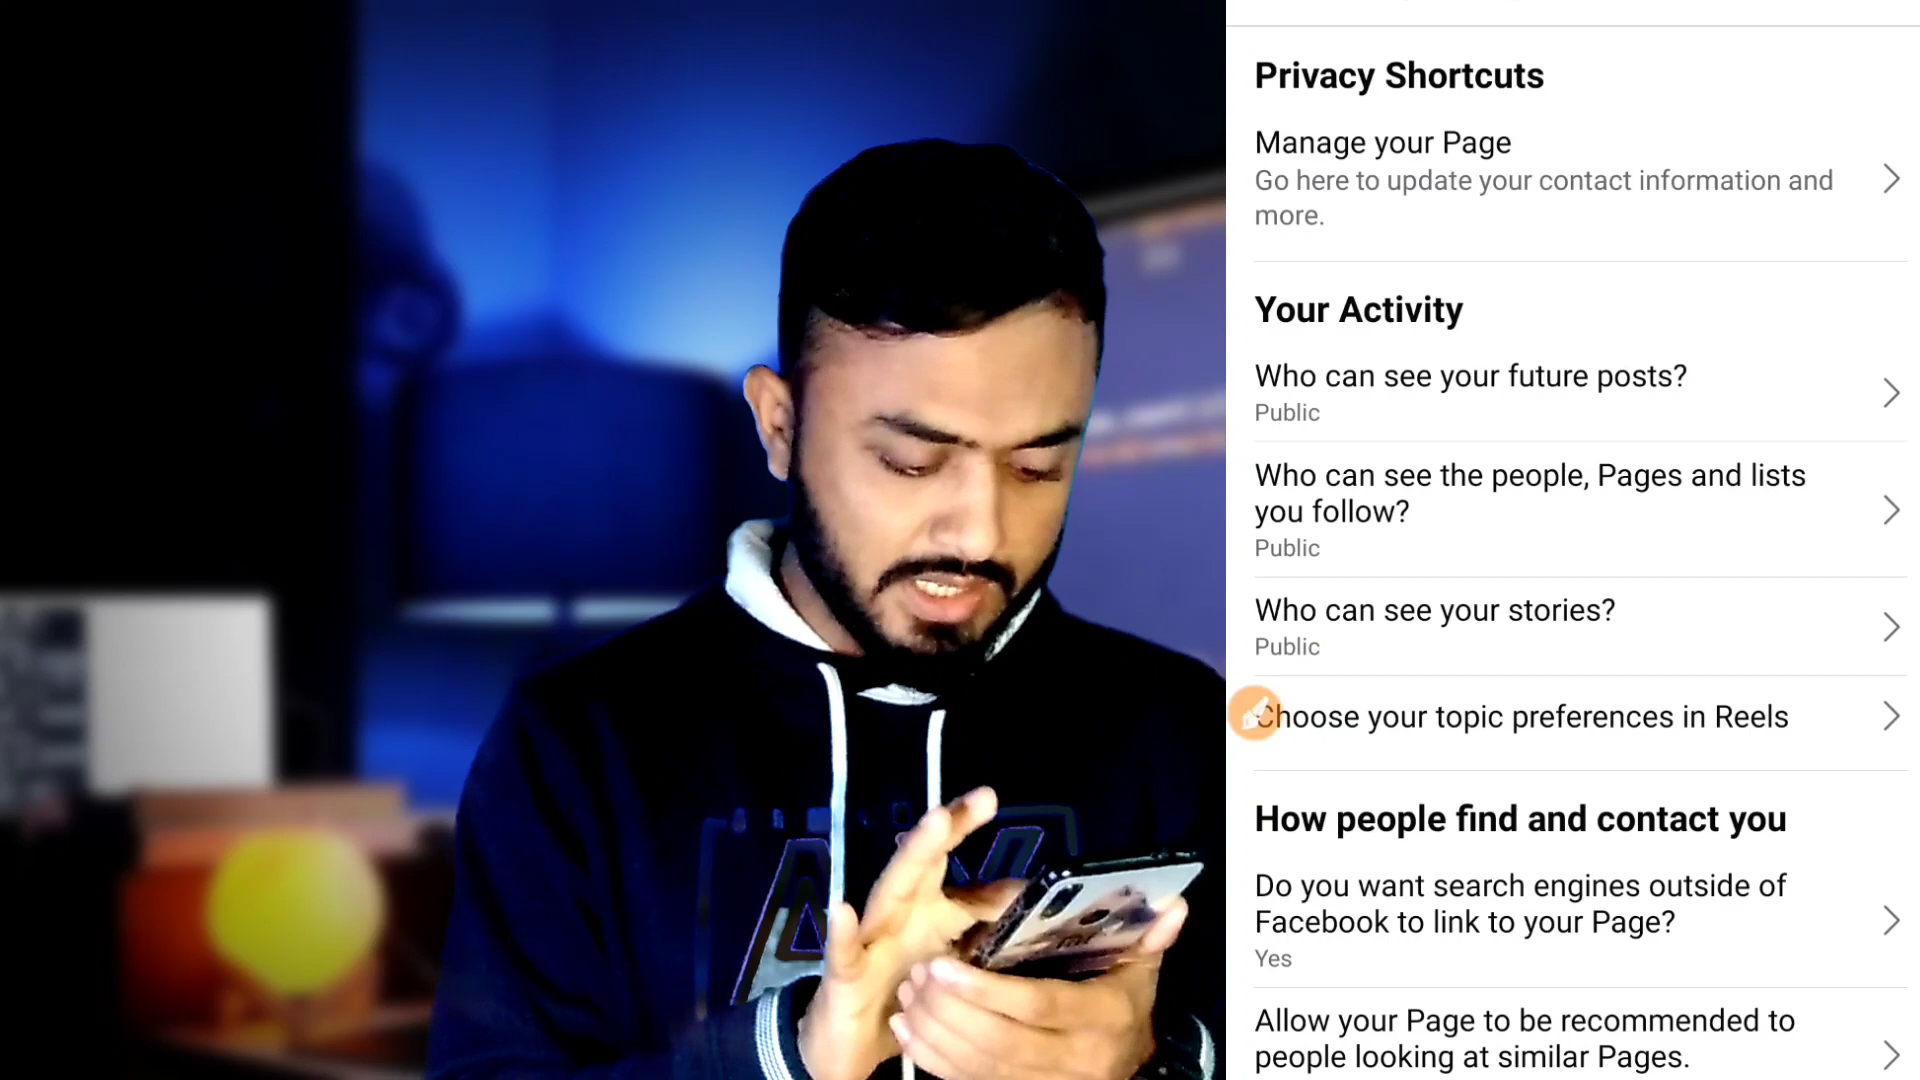 Privacy Shortcuts
Manage your Page
Go here to update your contact information and
more.
Your Activity
Who can see your future posts?
Public
Who can see the people, Pages and lists
you follow?
Public
Who can see your stories?
Public
Choose your topic preferences in Reels
How people find and contact you
Do you want search engines outside of
Facebook to link to your Page?
Yes
Allow your Page to be recommended to
people looking at similar Pages.